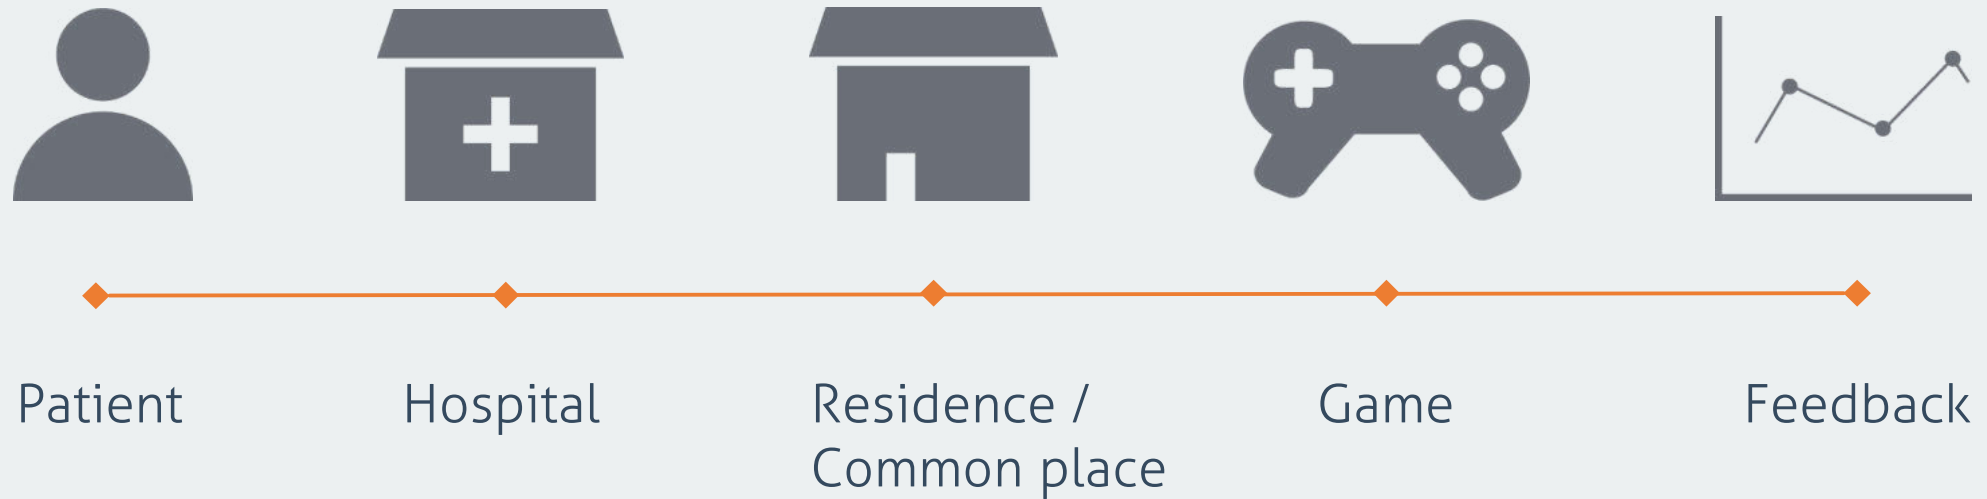 Patient
Hospital
Residence /
Common place
Game
Feedback